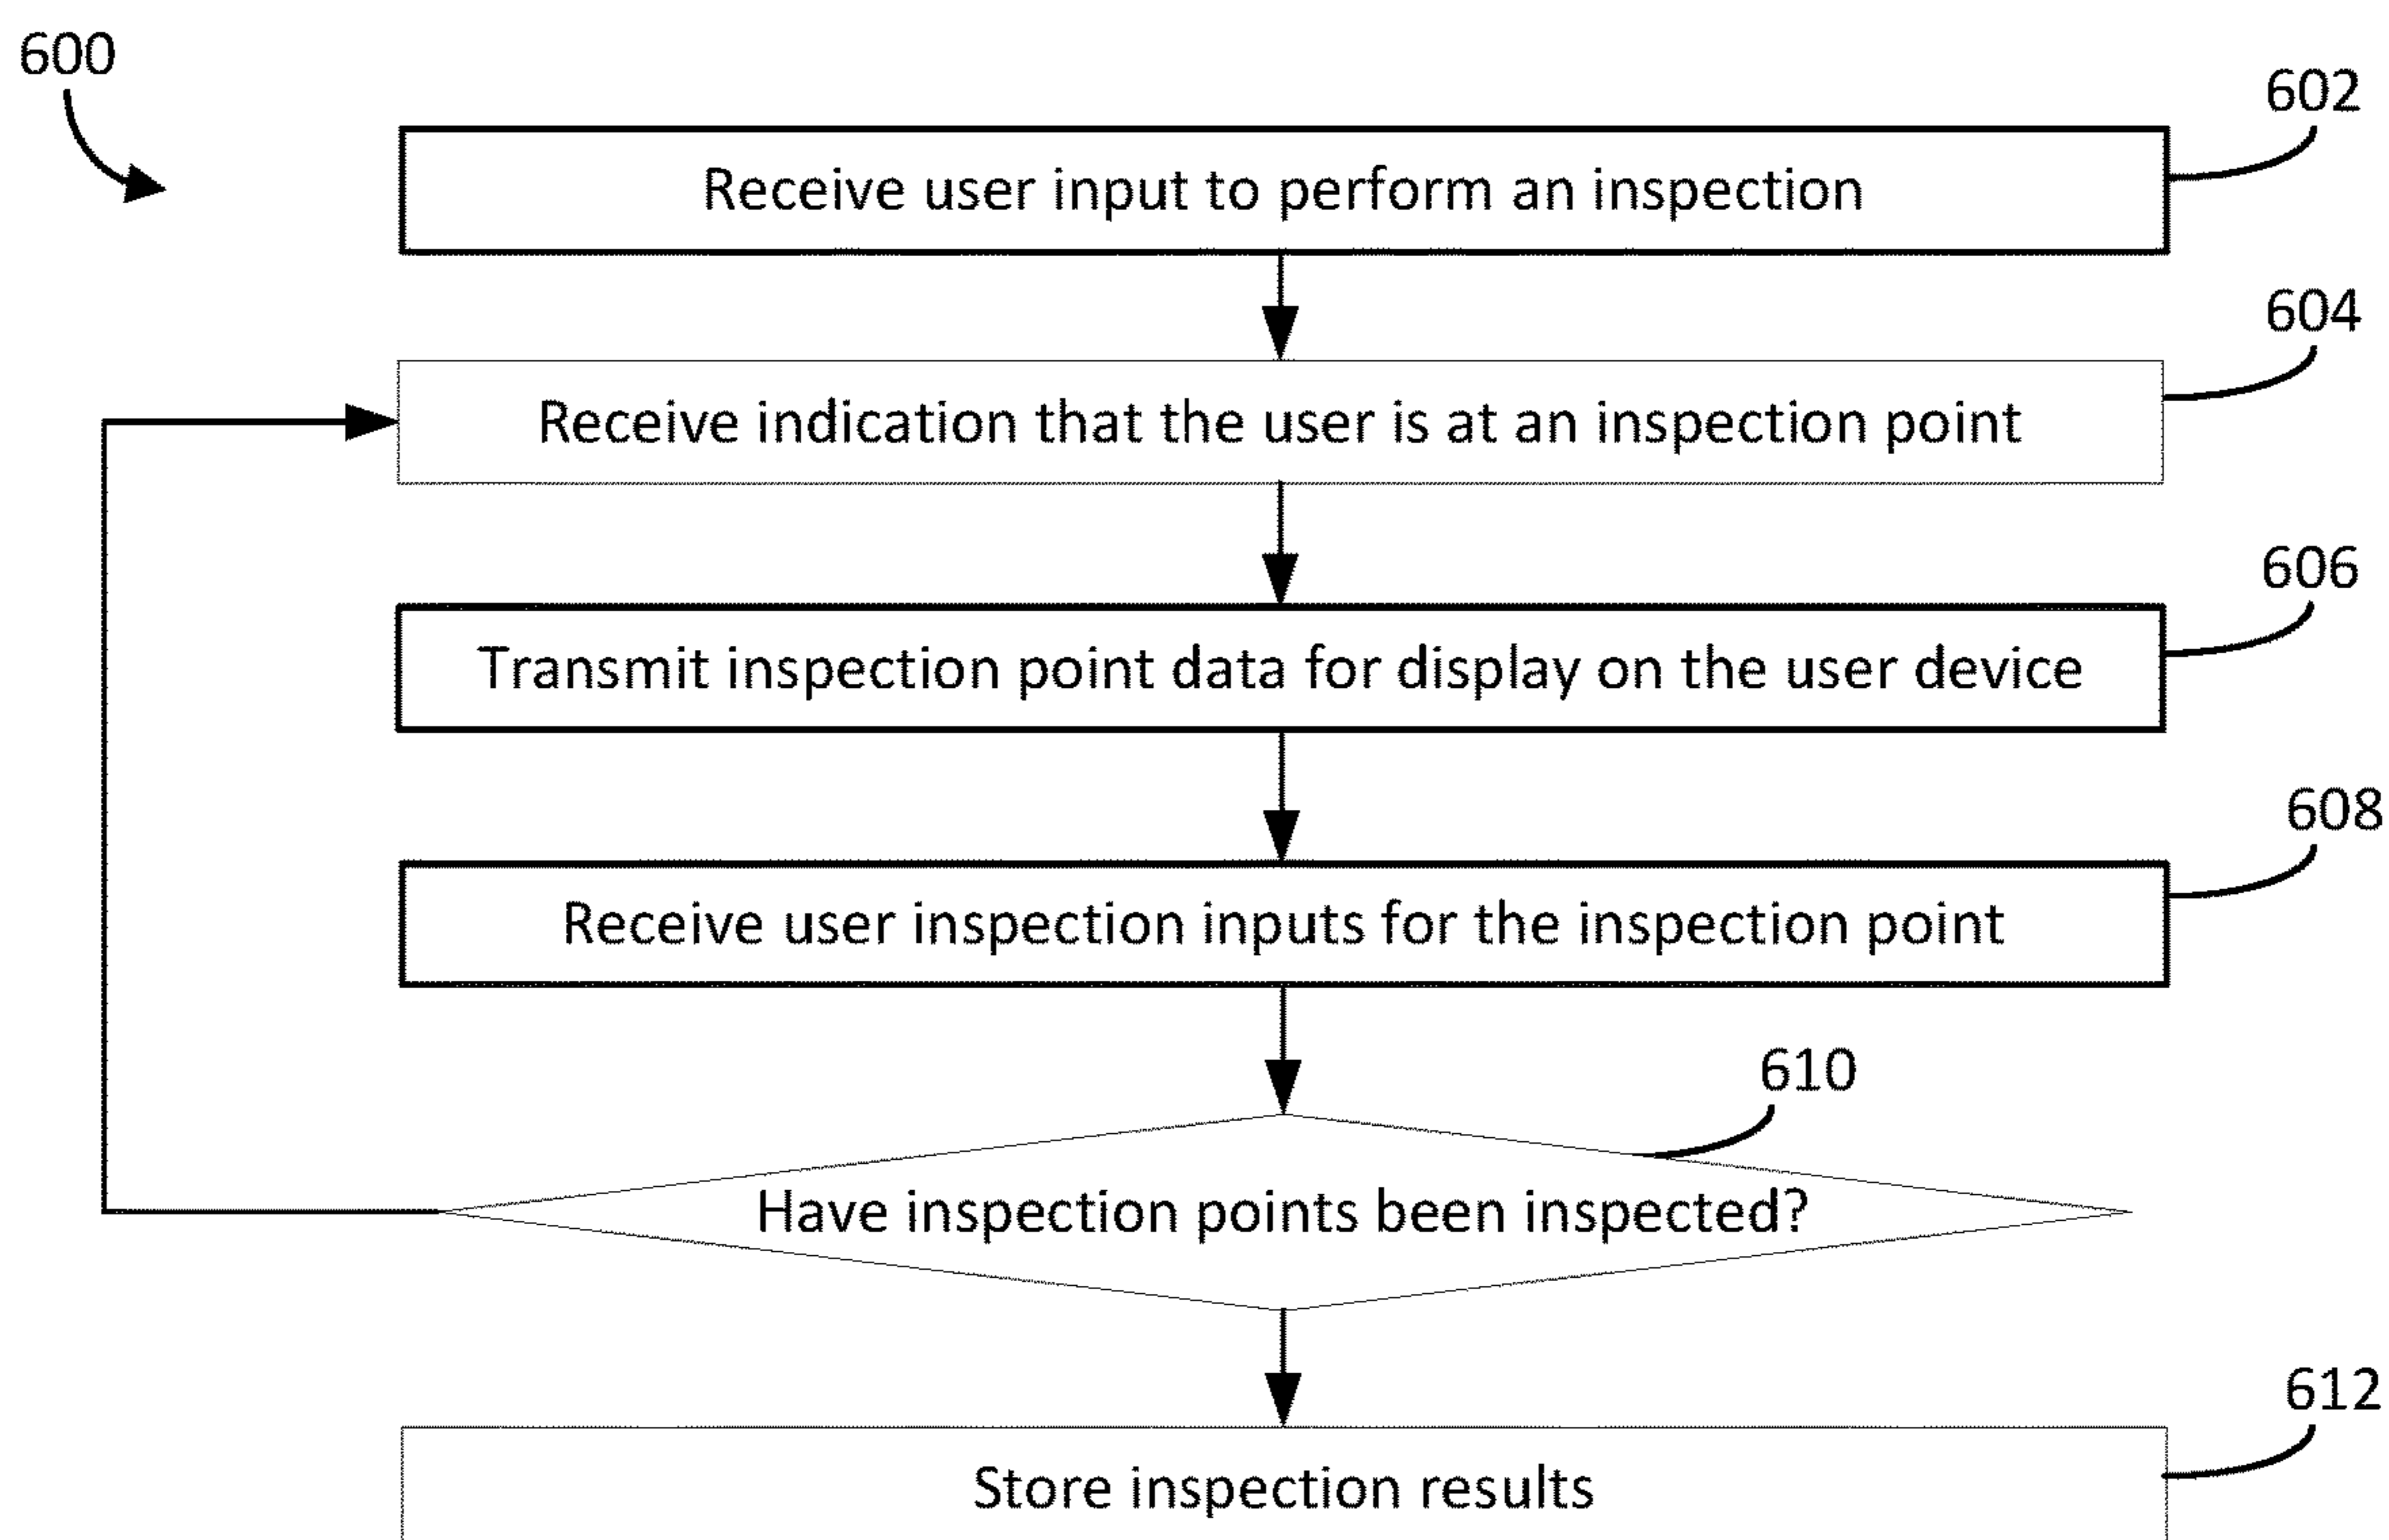 600
602
Receive user input to perform an inspection
604
Receive indication that the user is at an inspection point
606
Transmit inspection point data for display on the user device
608
Receive user inspection inputs for the inspection point
610
Have inspection points been inspected?
612
Store inspection results